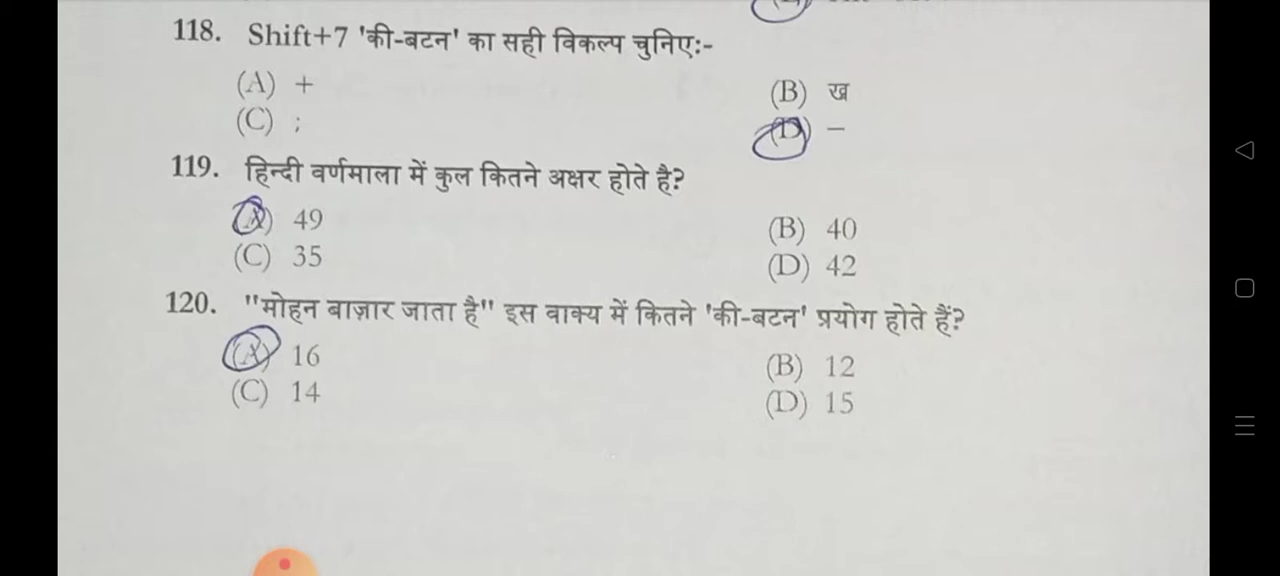 118. Shift+7 'की-बटन' का सही विकल्प चुनिए:-
(A) + (B) ख
(C) ; (D) –
119. हिन्दी वर्णमाला में कुल कितने अक्षर होते है?
(A) 49 (B) 40
(C) 35 (D) 42
120. "मोहन बाज़ार जाता है" इस वाक्य में कितने 'की-बटन' प्रयोग होते हैं?
(A) 16 (B) 12
(C) 14 (D) 15